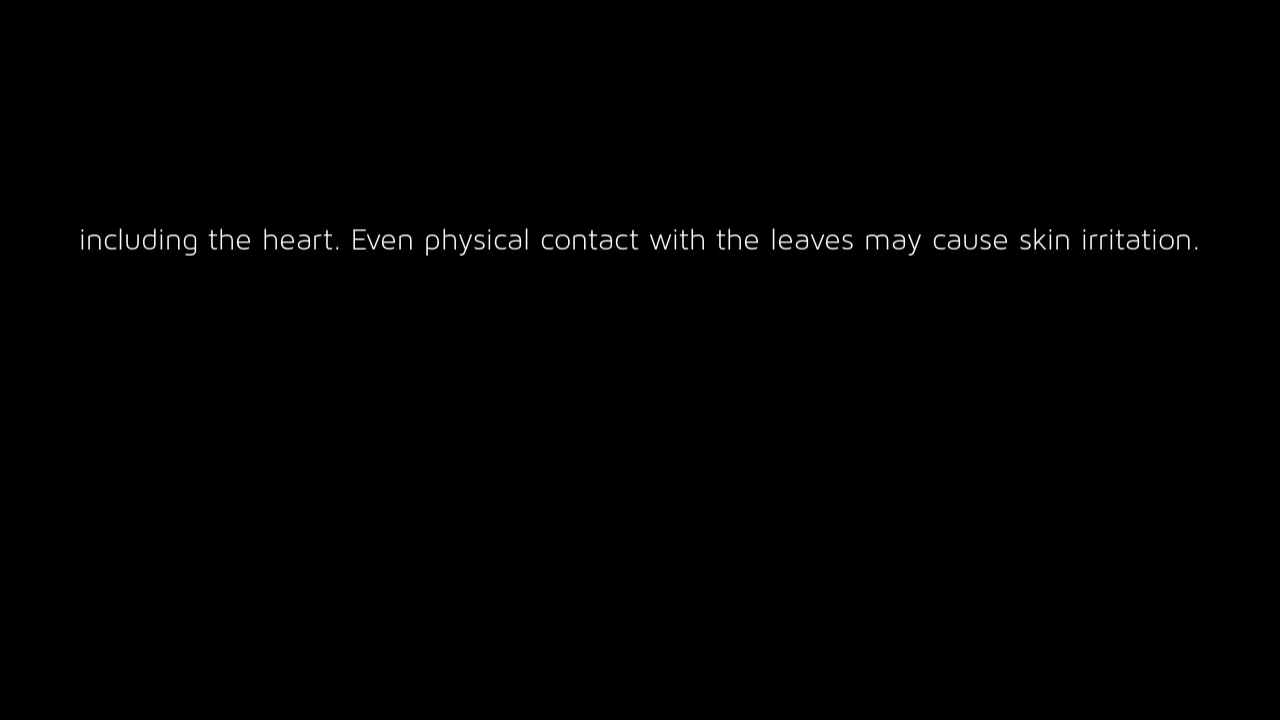 including the heart. Even physical contact with the leaves may cause skin irritation.